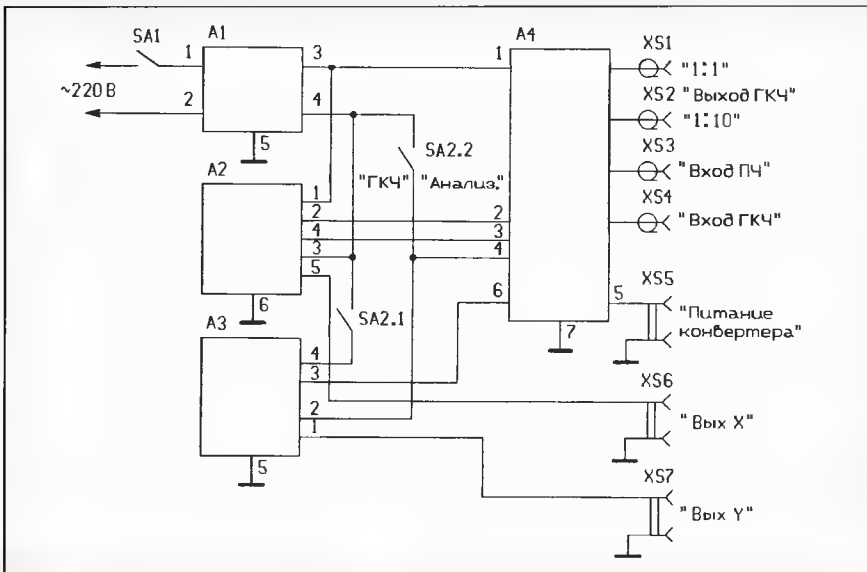 SA1
A1
A4
XS1
1
3
1
"1:1"
~220 В
XS2 "Выход ГКЧ"
2
4
"1:10"
5
SA2.2
XS3
A2
"ГКЧ"
"Анализ."
"Вход ПЧ"
1
XS4
2
2
"Вход ГКЧ"
4
3
3
4
5
6
XS5
6
5
A3
SA2.1
7
"Питание
конвертера"
4
3
XS6
2
"Вых X"
1
5
XS7
"Вых Y"